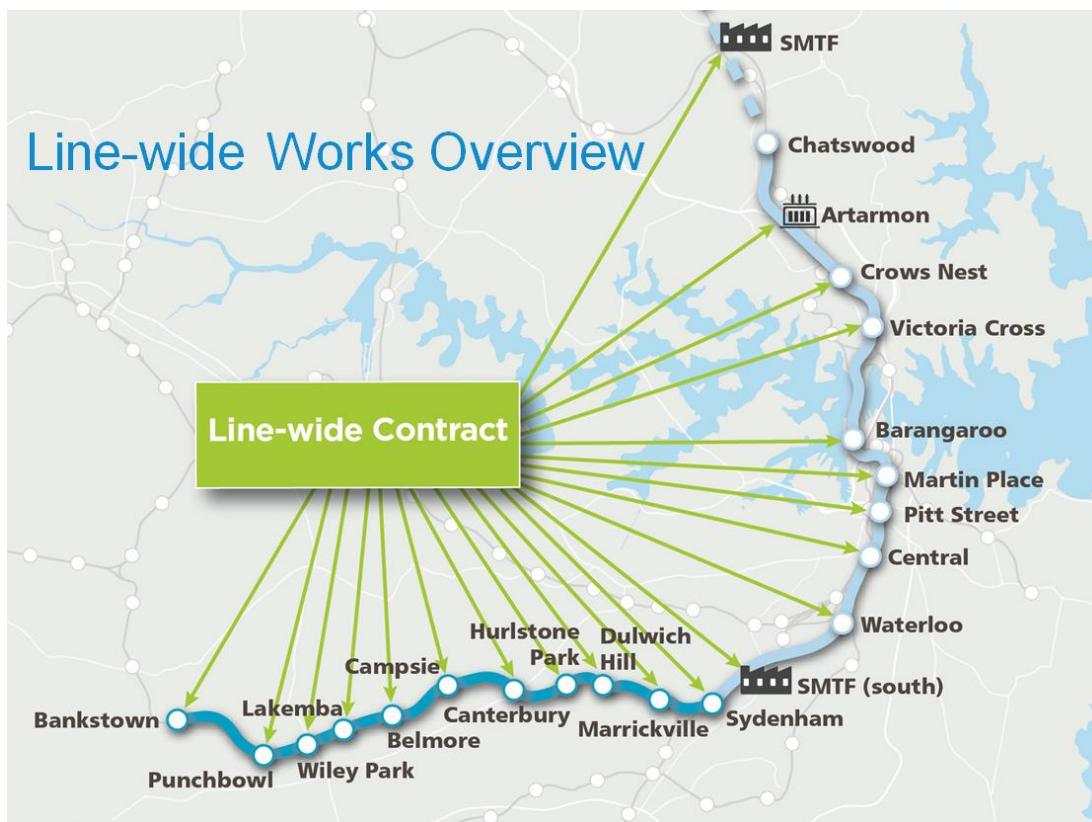 SMTF
Line-wide Works Overview
Chatswood
Artarmon
Crows Nest
Victoria Cross
Line-wide Contract
Barangaroo
Martin Place
Pitt Street
Central
Waterloo
Hurlstone
Park
Dulwich
Hill
Campsie
SMTF (south)
Lakemba
Bankstown
Canterbury
Marrickville
Sydenham
Belmore
Wiley Park
Punchbowl